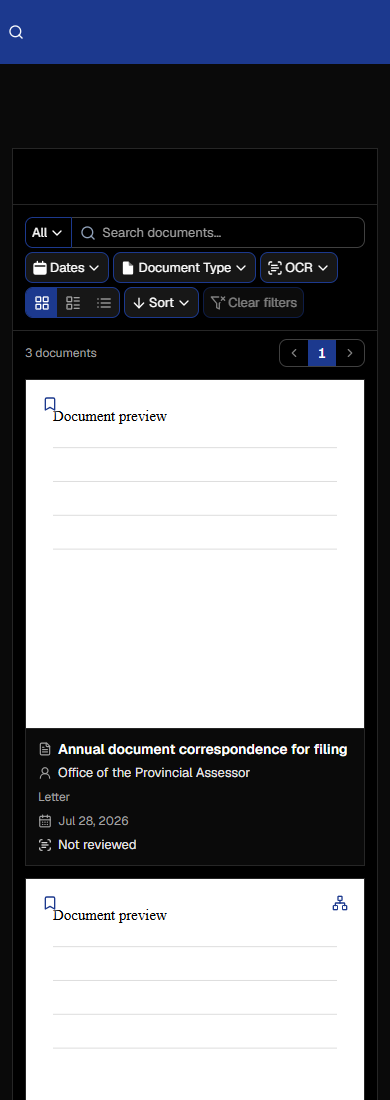 All
Search documents...
Dates
Document Type
OCR
Sort
Clear filters
3 documents
1
Document preview
Annual document correspondence for filing
Office of the Provincial Assessor
Letter
Jul 28, 2026
Not reviewed
Document preview